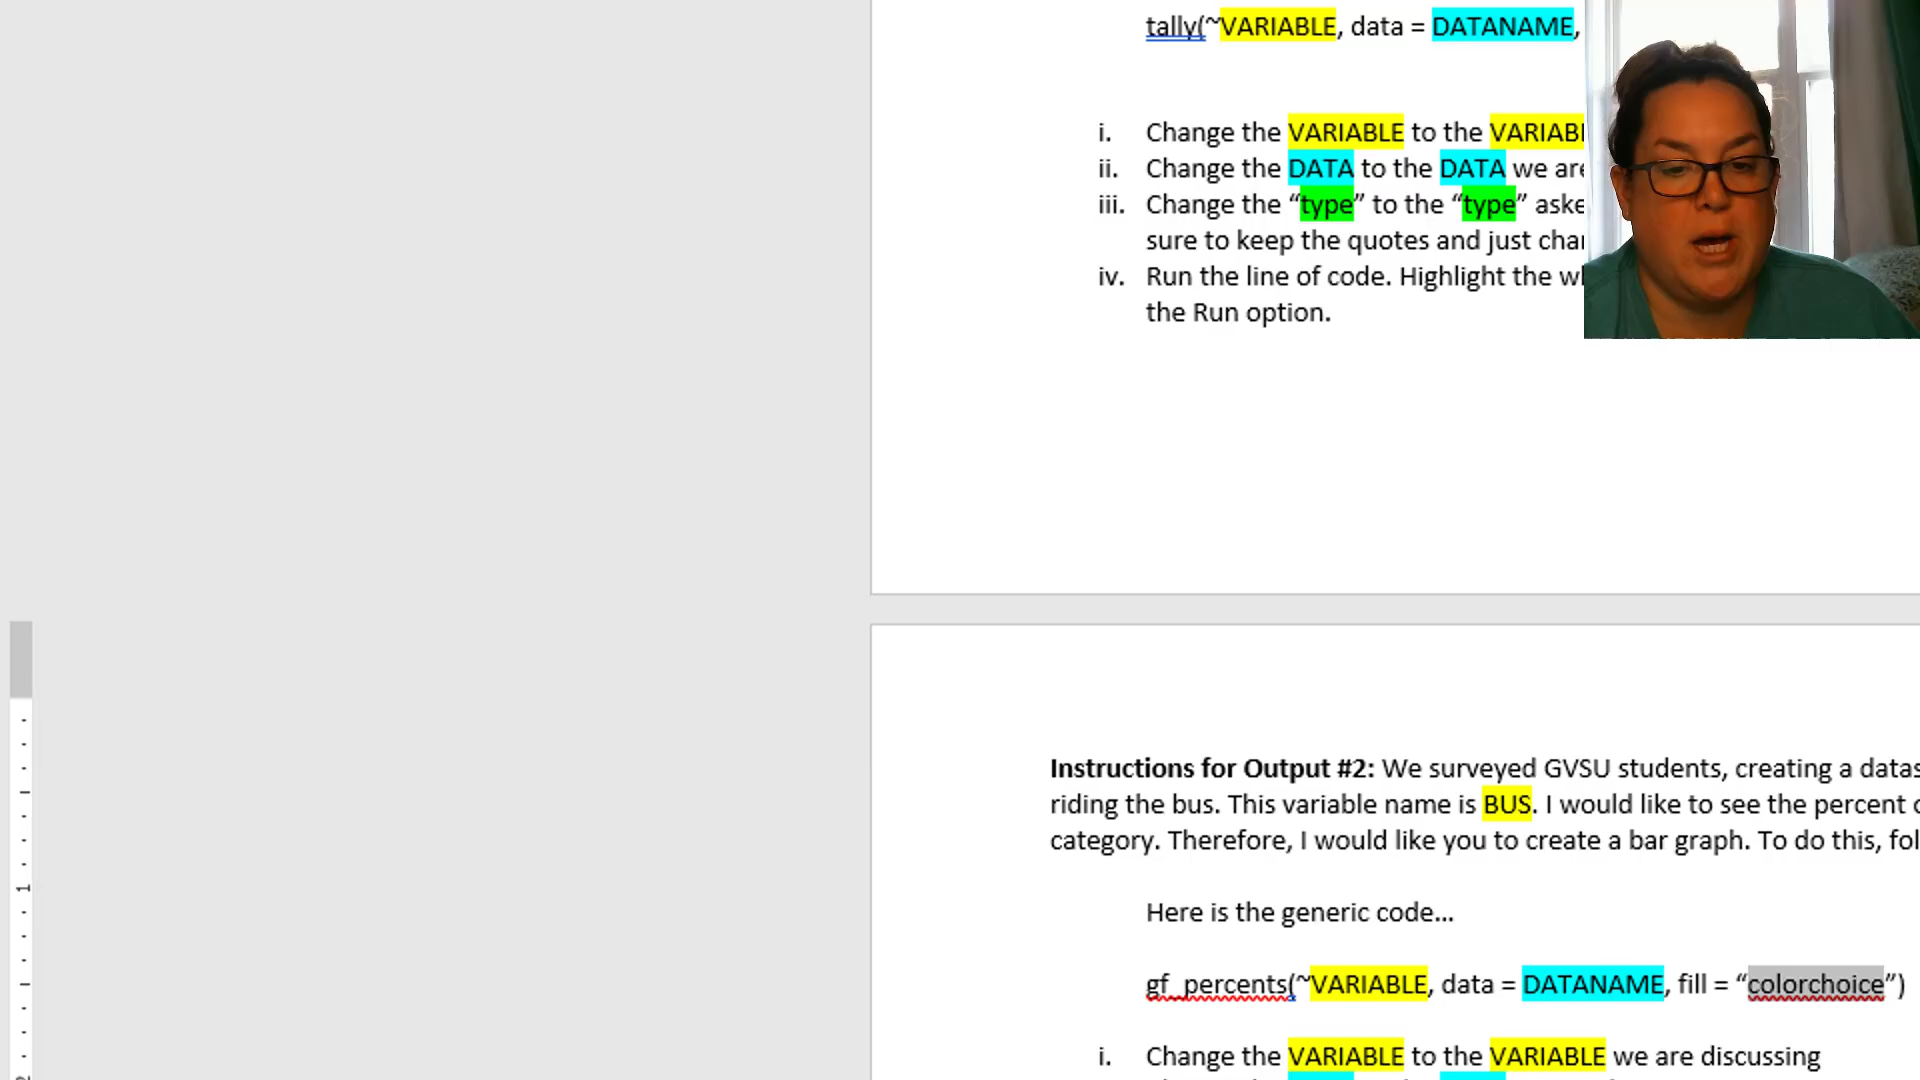 tally(~VARIABLE, data = DATANAME,
i. Change the VARIABLE to the
ii. Change the DATA to the DATA we
iii. Change the “type” to the “type”
sure to keep the quotes and just
iv. Run the line of code. Highlight the
the Run option.
Instructions for Output #2: We surveyed GVSU students, creating a
riding the bus. This variable name is BUS. I would like to see the percent
category. Therefore, I would like you to create a bar graph. To do this,
Here is the generic code...
gf_percents(~VARIABLE, data = DATANAME, fill = “colorchoice”)
i. Change the VARIABLE to the VARIABLE we are discussing
1